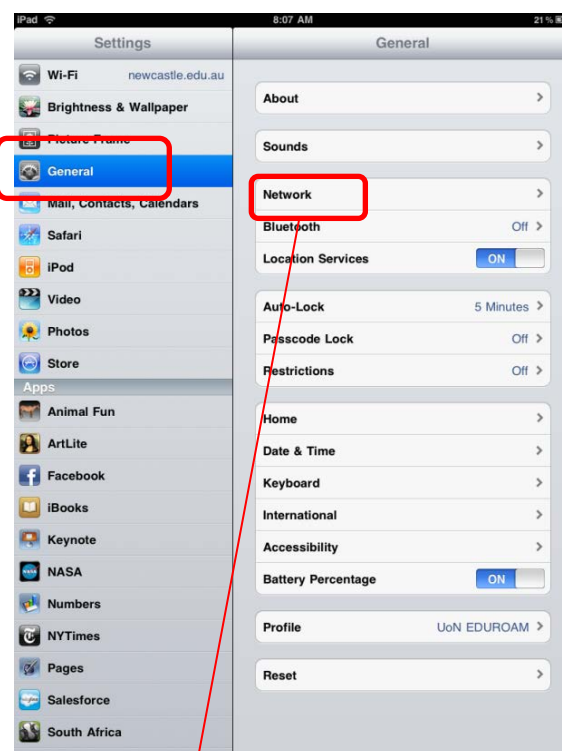 iPad 8:07 AM 21 %
Settings
Wi-Fi newcastle.edu.au
Brightness & Wallpaper
Picture Frame
General
Mail, Contacts, Calendars
Safari
iPod
Video
Photos
Store
Apps
Animal Fun
ArtLite
Facebook
iBooks
Keynote
NASA
Numbers
NYTimes
Pages
Salesforce
South Africa
General
About
Sounds
Network
Bluetooth Off
Location Services ON
Auto-Lock 5 Minutes
Passcode Lock Off
Restrictions Off
Home
Date & Time
Keyboard
International
Accessibility
Battery Percentage ON
Profile UoN EDUROAM
Reset